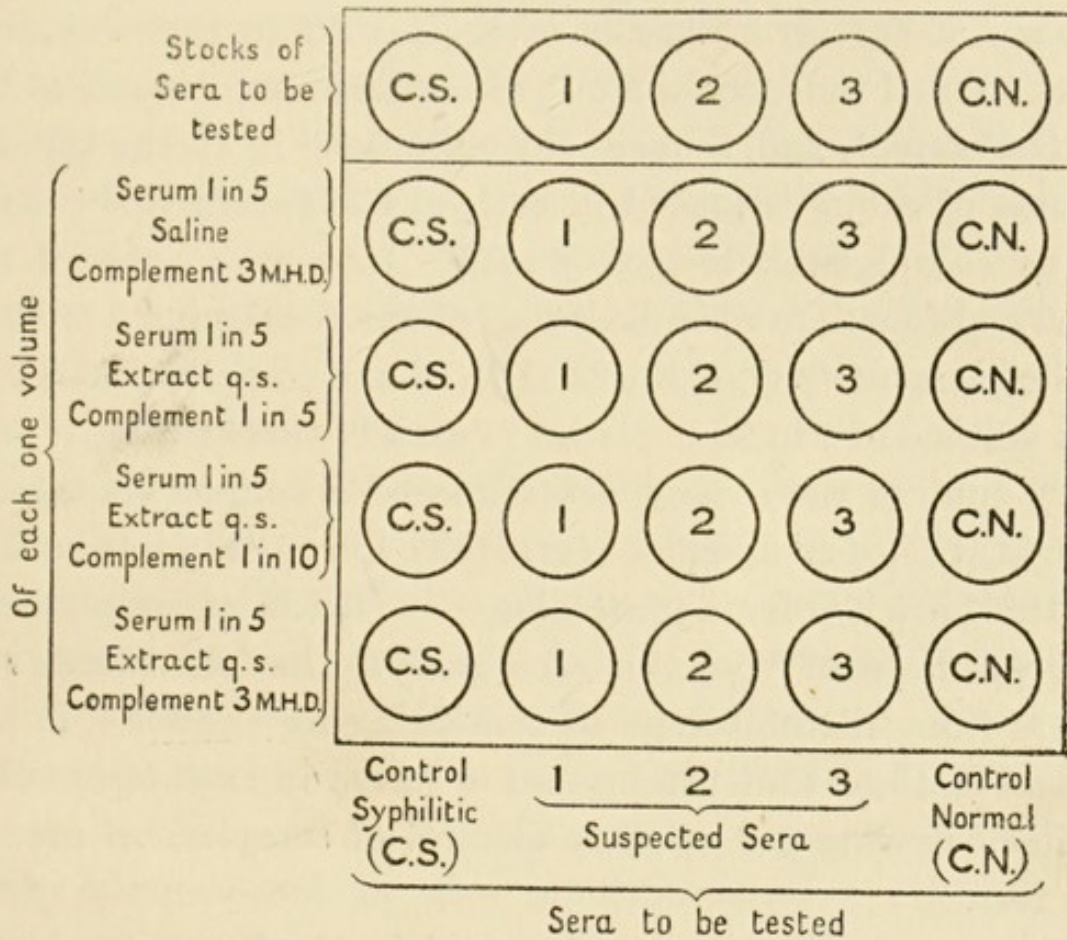 Stocks of
Sera to be
tested
C.S. 1 2 3 C.N.
Of each one volume
Serum 1 in 5
Saline
Complement 3 M.H.D.
C.S. 1 2 3 C.N.
Serum 1 in 5
Extract q.s.
Complement 1 in 5
C.S. 1 2 3 C.N.
Serum 1 in 5
Extract q.s.
Complement 1 in 10
C.S. 1 2 3 C.N.
Serum 1 in 5
Extract q.s.
Complement 3 M.H.D.
C.S. 1 2 3 C.N.
Control
Syphilitic
(C.S.)
1 2 3
Suspected Sera
Control
Normal
(C.N.)
Sera to be tested